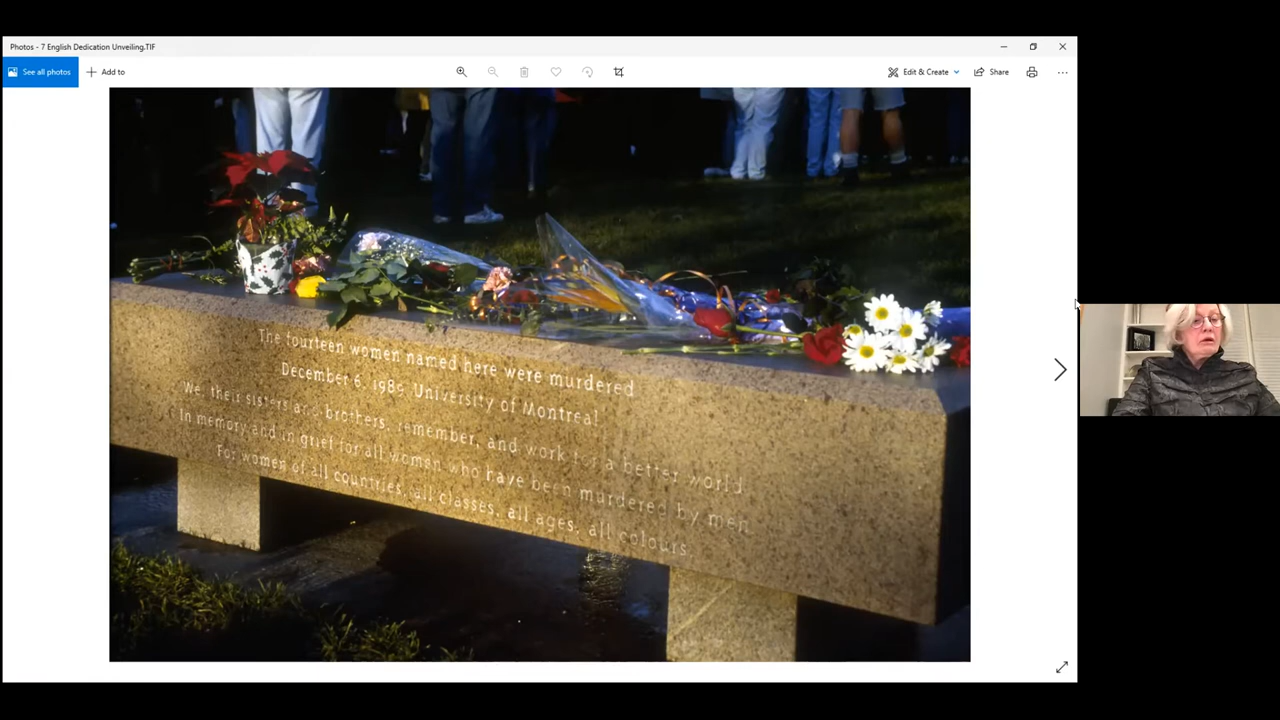 Photos - 7 English Dedication Unveiling.TIF
See all photos
Add to
Edit & Create
Share
The fourteen women named here were murdered
December 6, 1989 University of Montreal
We, their sisters and brothers, remember, and work for a better world
In memory and in grief for all women who have been murdered by men
For women of all countries, all classes, all ages, all colours.